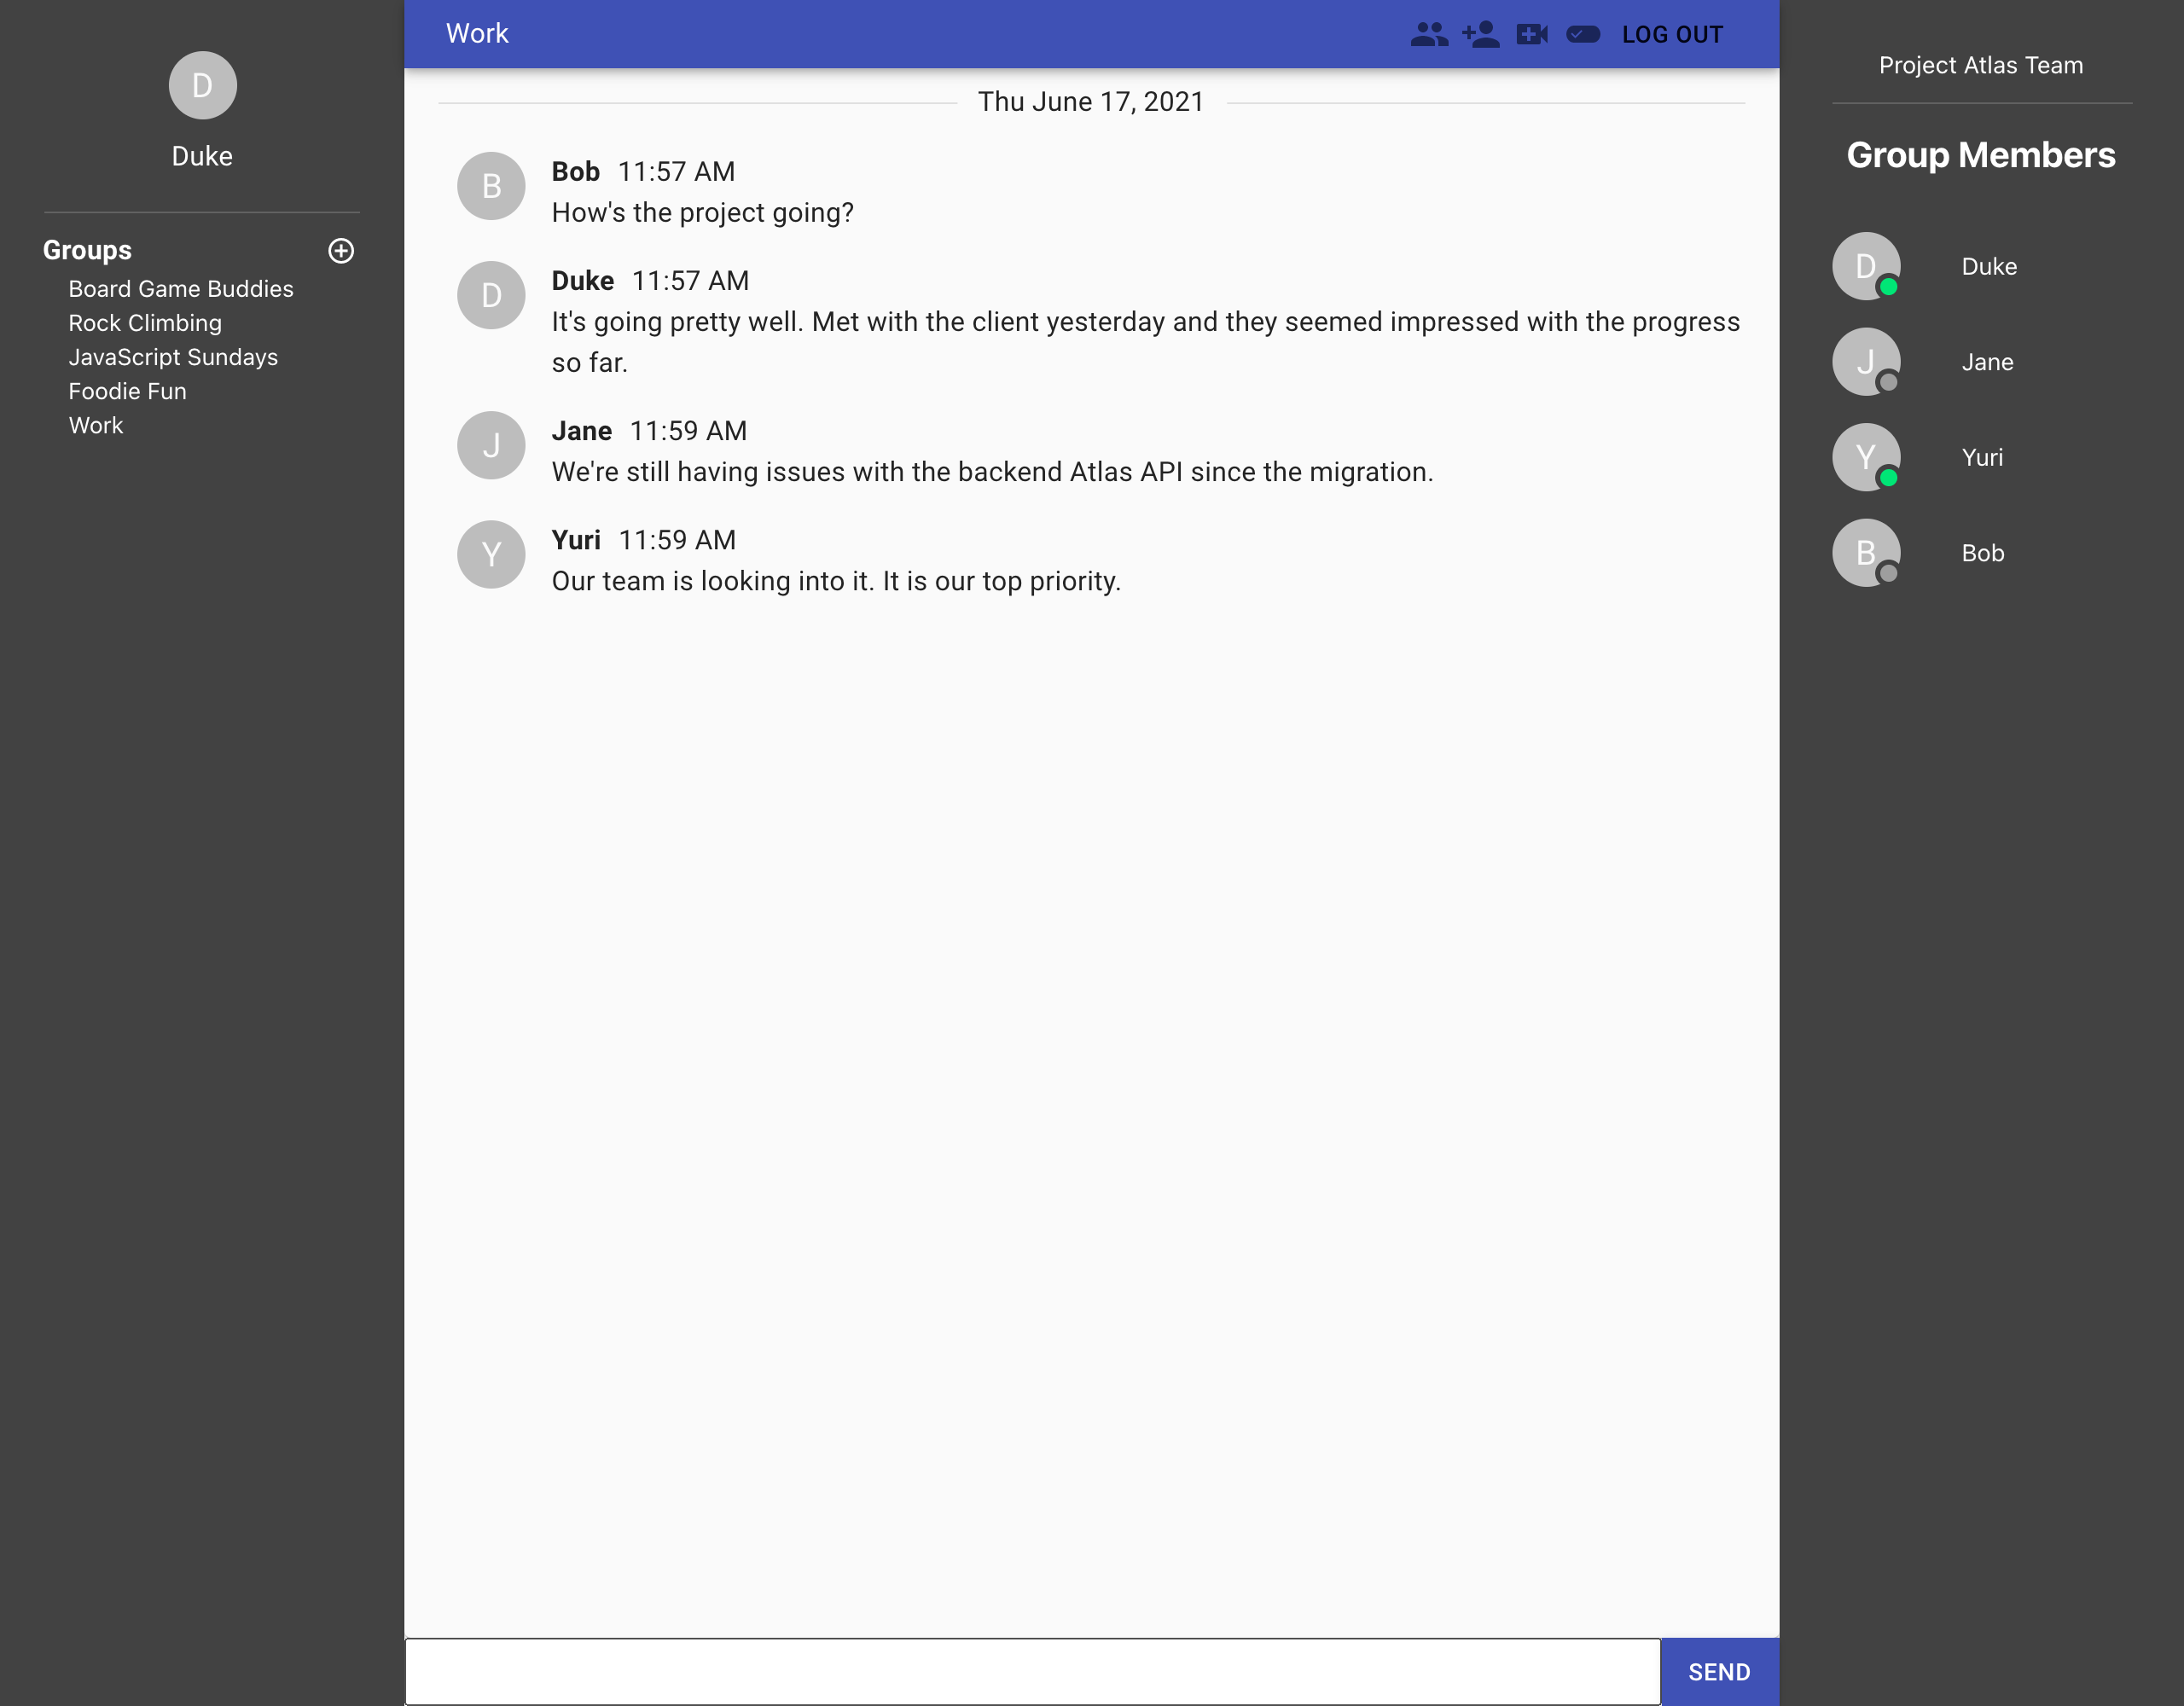 D
Duke
Groups
Board Game Buddies
Rock Climbing
JavaScript Sundays
Foodie Fun
Work
Work
LOG OUT
Thu June 17, 2021
B
Bob 11:57 AM
How's the project going?
D
Duke 11:57 AM
It's going pretty well. Met with the client yesterday and they seemed impressed with the progress
so far.
J
Jane 11:59 AM
We're still having issues with the backend Atlas API since the migration.
Y
Yuri 11:59 AM
Our team is looking into it. It is our top priority.
SEND
Project Atlas Team
Group Members
D Duke
J Jane
Y Yuri
B Bob